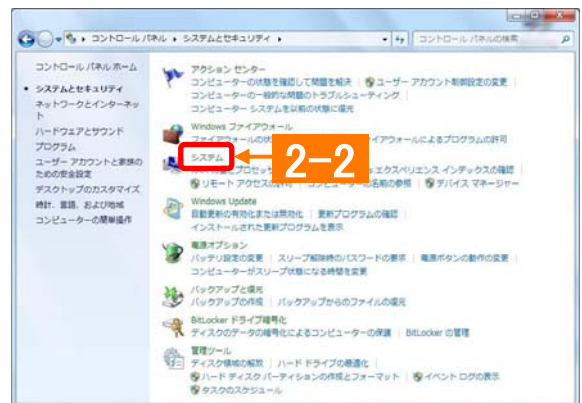 コントロール パネル ▸ システムとセキュリティ ▸
コントロール パネルの検索
コントロール パネル ホーム
システムとセキュリティ
ネットワークとインターネッ
ト
ハードウェアとサウンド
プログラム
ユーザー アカウントと家族の
ための安全設定
デスクトップのカスタマイズ
時計、言語、および地域
コンピューターの簡単操作
アクション センター
コンピューターの状態を確認して問題を解決 ユーザー アカウント制御設定の変更
コンピューターの一般的な問題のトラブルシューティング
コンピューター システムを以前の状態に復元
Windows ファイアウォール
ファイアウォールの状 イアウォールによるプログラムの許可
システム
2-2
プロセッ エクスペリエンス インデックスの確認
リモート アクセスの許可 コンピューターの名前の参照 デバイス マネージャー
Windows Update
自動更新の有効化または無効化 更新プログラムの確認
インストールされた更新プログラムを表示
電源オプション
バッテリ設定の変更 スリープ解除時のパスワードの要求 電源ボタンの動作の変更
コンピューターがスリープ状態になる時間を変更
バックアップと復元
バックアップの作成 バックアップからのファイルの復元
BitLocker ドライブ暗号化
ディスクのデータの暗号化によるコンピューターの保護 BitLocker の管理
管理ツール
ディスク領域の解放 ハード ドライブの最適化
ハード ディスク パーティションの作成とフォーマット イベント ログの表示
タスクのスケジュール